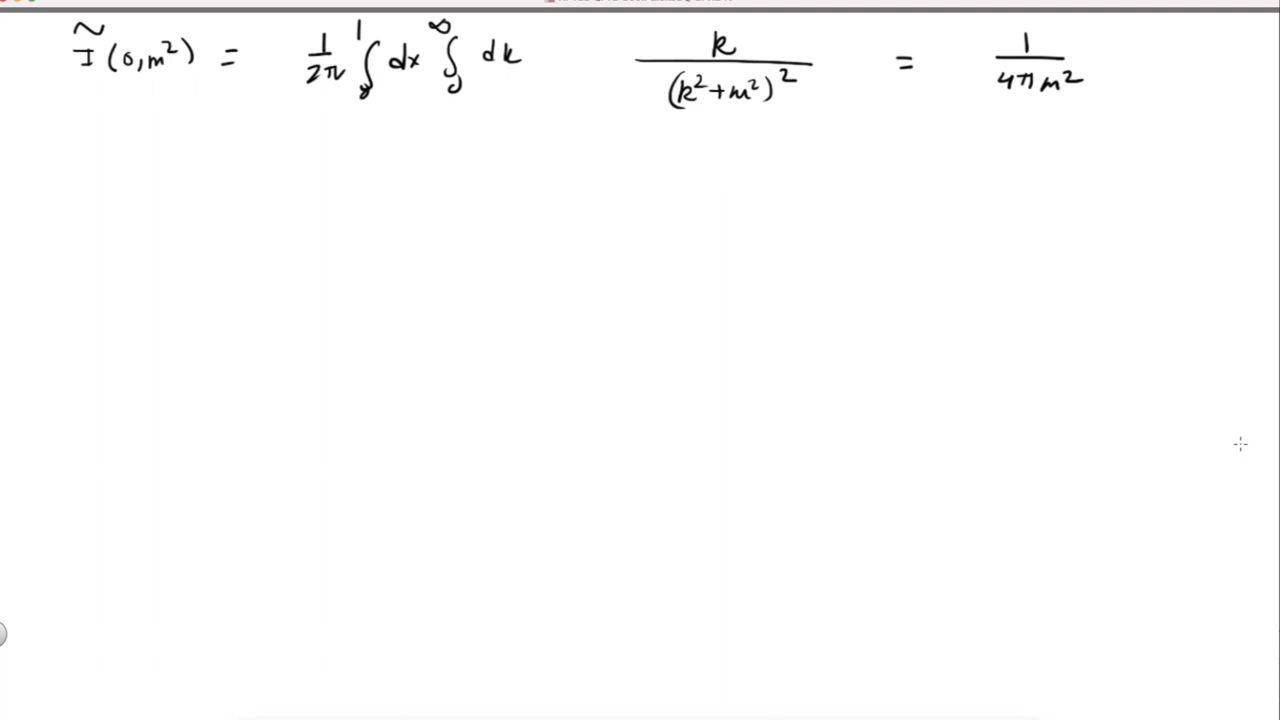 Ĩ(0,m²) = 1/2π ∫₀¹ dx ∫₀^∞ dk k/(k²+m²)² = 1/4πm²